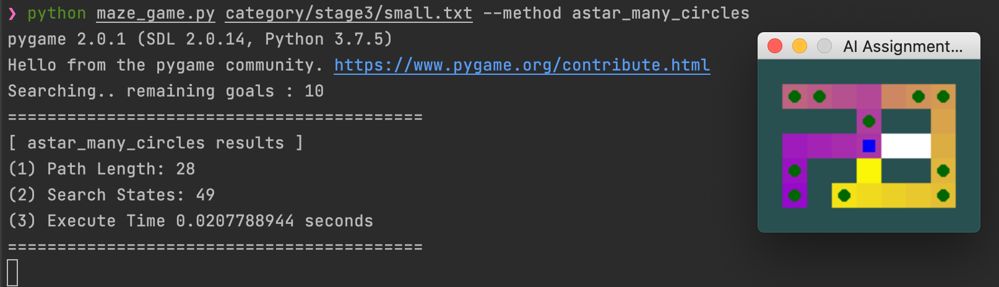 ❯ python maze_game.py category/stage3/small.txt --method astar_many_circles
pygame 2.0.1 (SDL 2.0.14, Python 3.7.5)
Hello from the pygame community. https://www.pygame.org/contribute.html
Searching.. remaining goals : 10
==========================================
[ astar_many_circles results ]
(1) Path Length: 28
(2) Search States: 49
(3) Execute Time 0.0207788944 seconds
==========================================
AI Assignment...